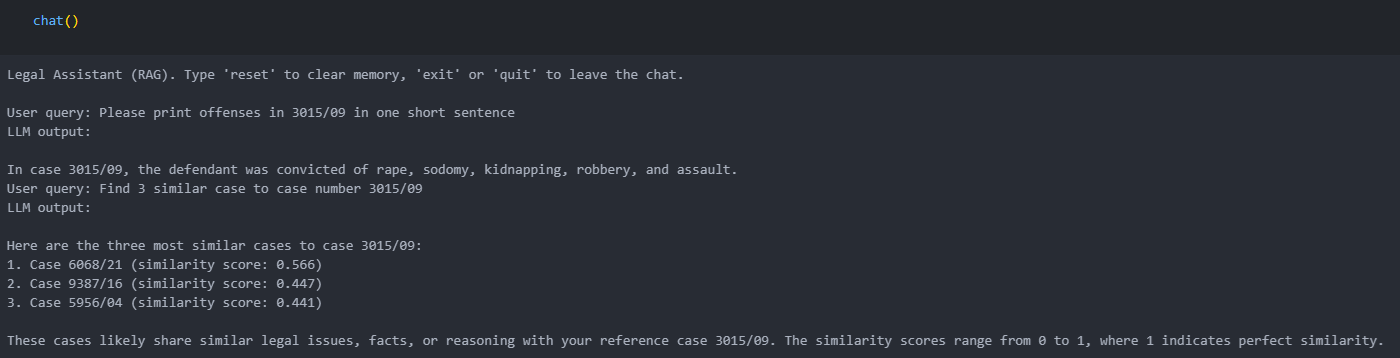 chat()
Legal Assistant (RAG). Type 'reset' to clear memory, 'exit' or 'quit' to leave the chat.
User query: Please print offenses in 3015/09 in one short sentence
LLM output:
In case 3015/09, the defendant was convicted of rape, sodomy, kidnapping, robbery, and assault.
User query: Find 3 similar case to case number 3015/09
LLM output:
Here are the three most similar cases to case 3015/09:
1. Case 6068/21 (similarity score: 0.566)
2. Case 9387/16 (similarity score: 0.447)
3. Case 5956/04 (similarity score: 0.441)
These cases likely share similar legal issues, facts, or reasoning with your reference case 3015/09. The similarity scores range from 0 to 1, where 1 indicates perfect similarity.